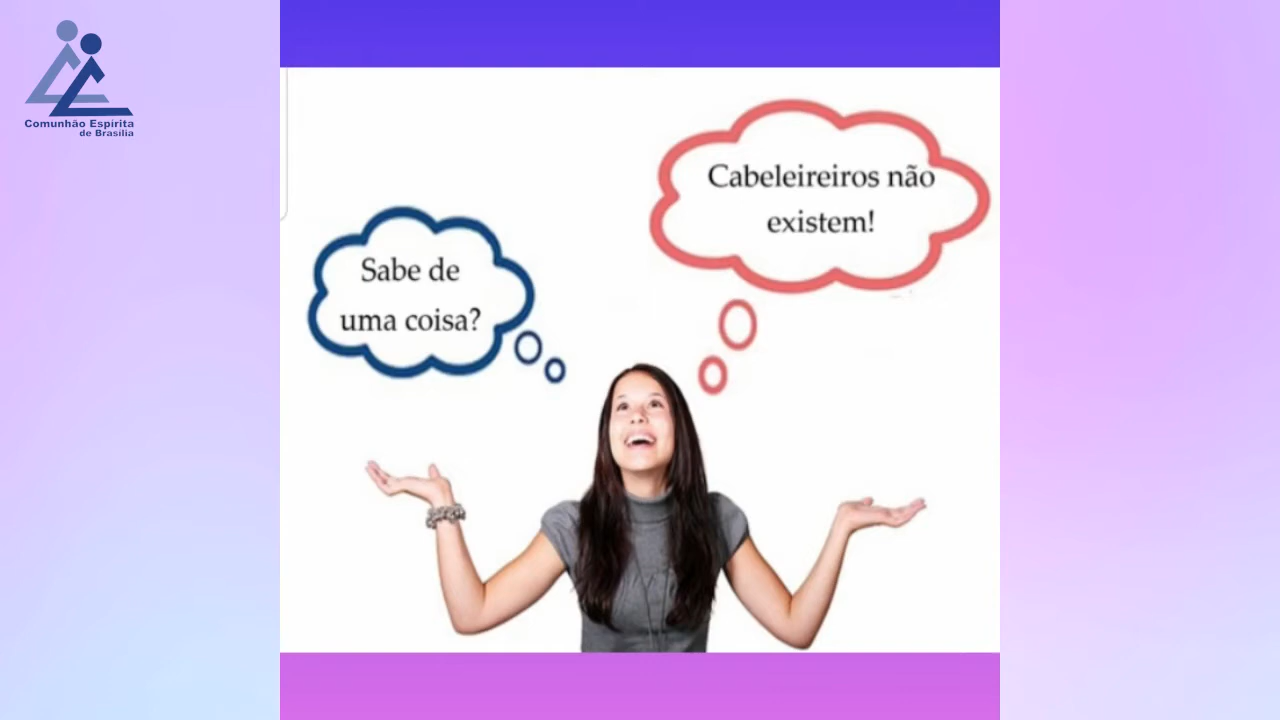 Comunhão Espírita
de Brasília
Sabe de
uma coisa?
Cabeleireiros não
existem!